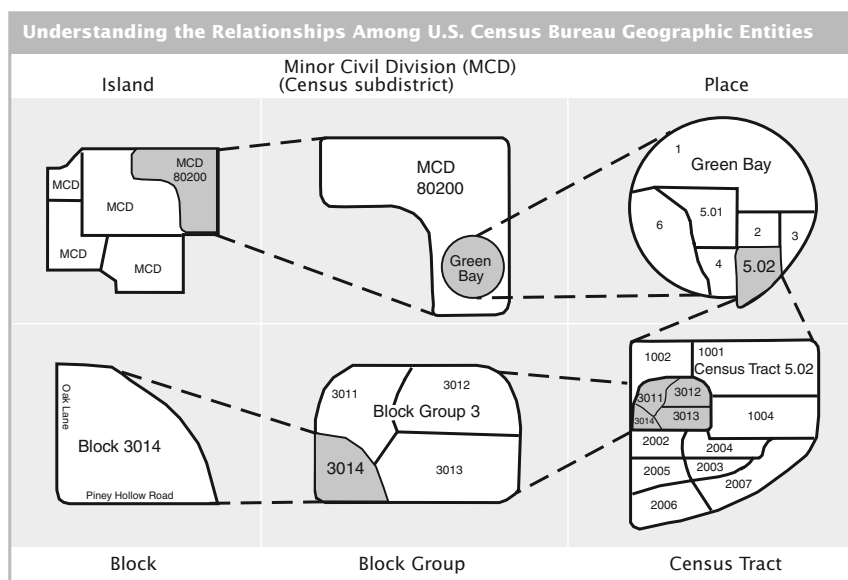 Understanding the Relationships Among U.S. Census Bureau Geographic Entities
Island
Minor Civil Division (MCD)
(Census subdistrict)
Place
MCD
MCD
80200
MCD
MCD
MCD
MCD
80200
Green
Bay
1
Green Bay
5.01
6
2
3
4
5.02
Oak Lane
Block 3014
Piney Hollow Road
3011
3012
Block Group 3
3014
3013
1002
1001
Census Tract 5.02
3011
3012
3014
3013
1004
2002
2004
2005
2003
2007
2006
Block
Block Group
Census Tract